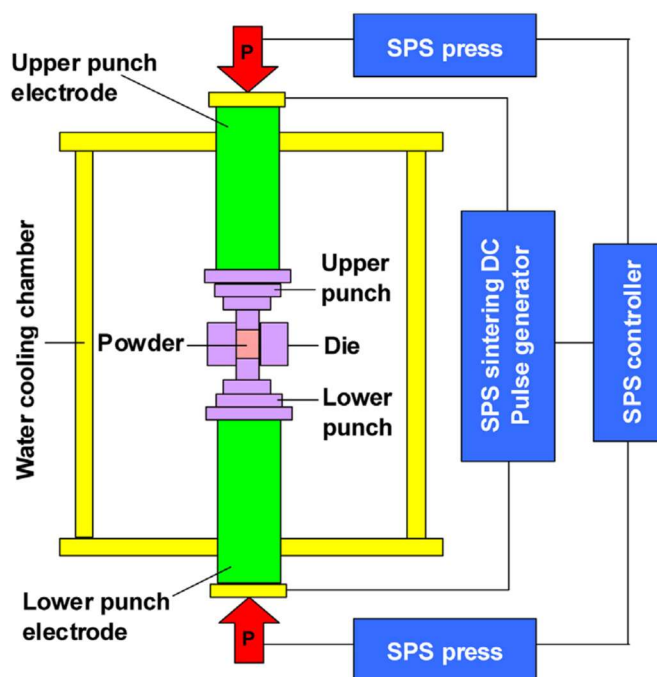 P
SPS press
Upper punch
electrode
Upper
punch
Powder
Die
Lower
punch
Water cooling chamber
SPS sintering DC
Pulse generator
SPS controller
Lower punch
electrode
P
SPS press